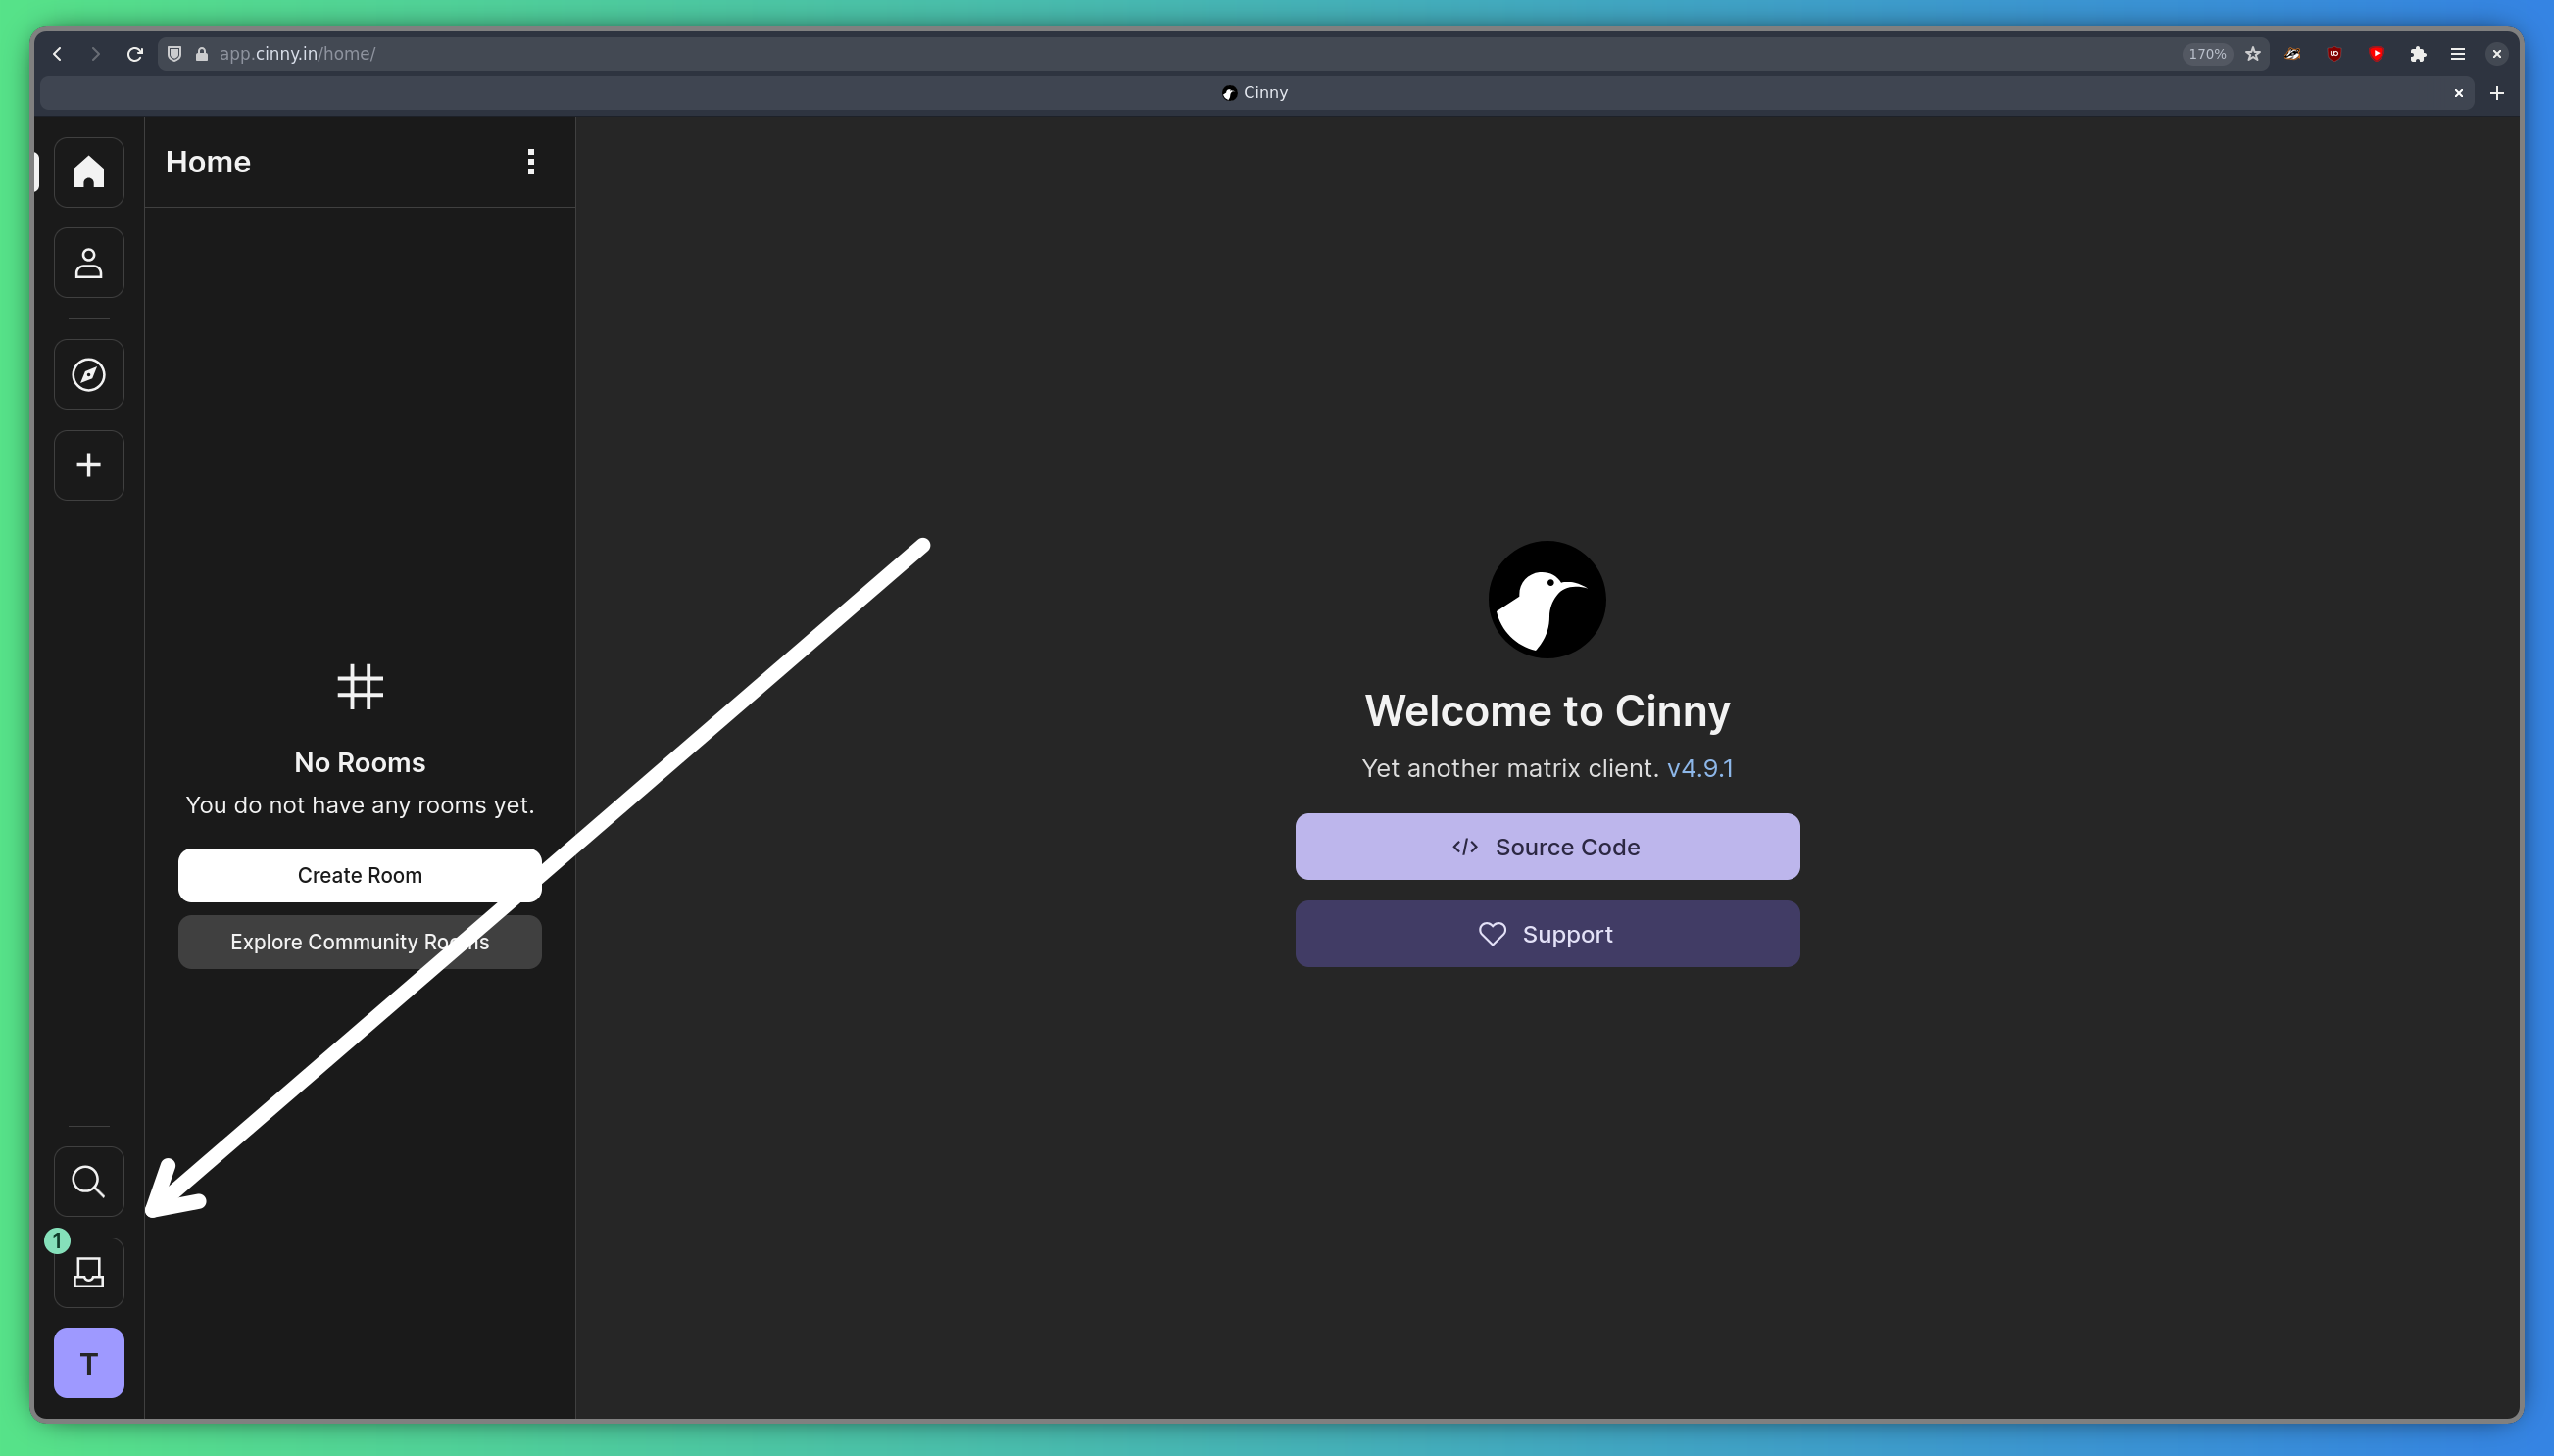 app.cinny.in/home/
170%
Cinny
Home
No Rooms
You do not have any rooms yet.
Create Room
Explore Community Rooms
1
T
Welcome to Cinny
Yet another matrix client. v4.9.1
Source Code
Support